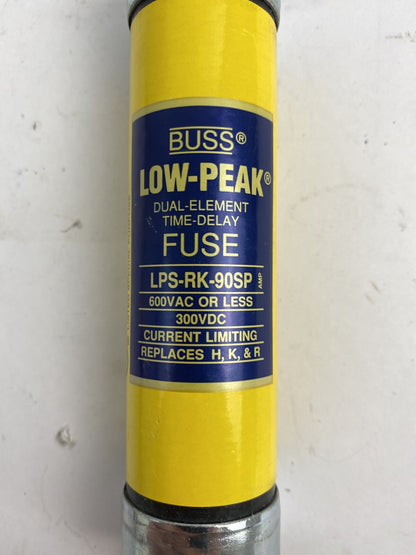 BUSS®
LOW-PEAK®
DUAL-ELEMENT
TIME-DELAY
FUSE
LPS-RK-90SP AMP
600VAC OR LESS
300VDC
CURRENT LIMITING
REPLACES H, K, & R